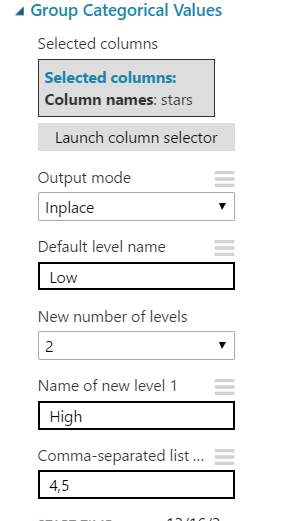 Group Categorical Values
Selected columns
Selected columns:
Column names: stars
Launch column selector
Output mode
Inplace
Default level name
Low
New number of levels
2
Name of new level 1
High
Comma-separated list ...
4,5